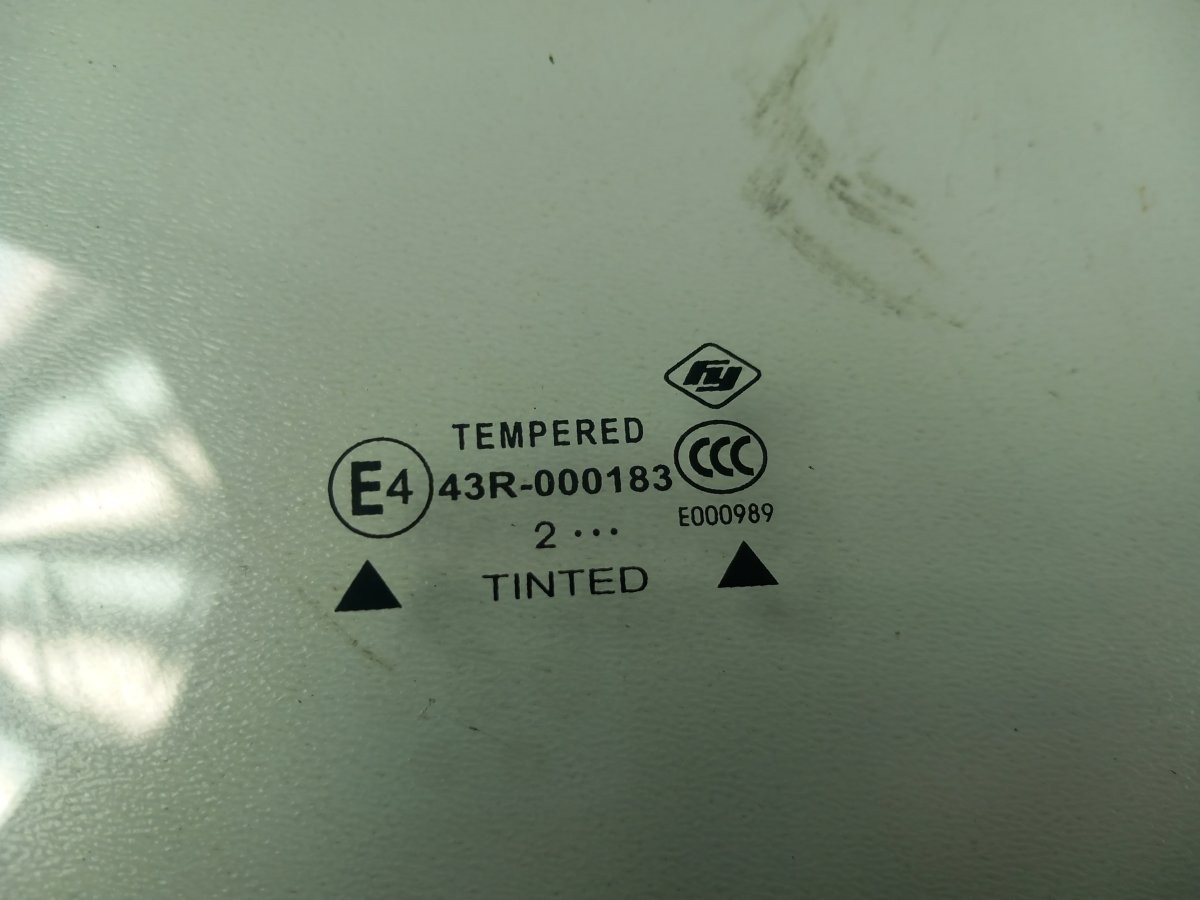 fy
TEMPERED
CCC
E4 43R-000183
E000989
2 ...
TINTED